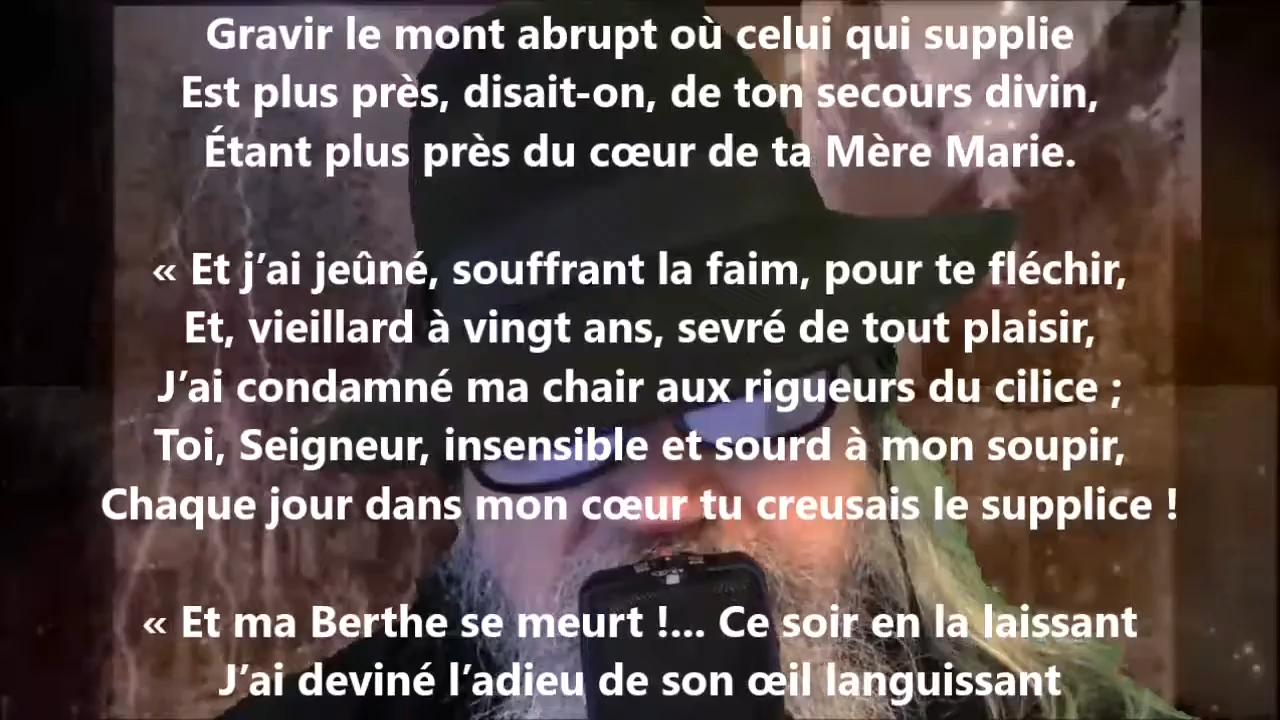 Gravir le mont abrupt où celui qui supplie
Est plus près, disait-on, de ton secours divin,
Étant plus près du cœur de ta Mère Marie.
« Et j’ai jeûné, souffrant la faim, pour te fléchir,
Et, vieillard à vingt ans, sevré de tout plaisir,
J’ai condamné ma chair aux rigueurs du cilice ;
Toi, Seigneur, insensible et sourd à mon soupir,
Chaque jour dans mon cœur tu creusais le supplice !
« Et ma Berthe se meurt !... Ce soir en la laissant
J’ai deviné l’adieu de son œil languissant